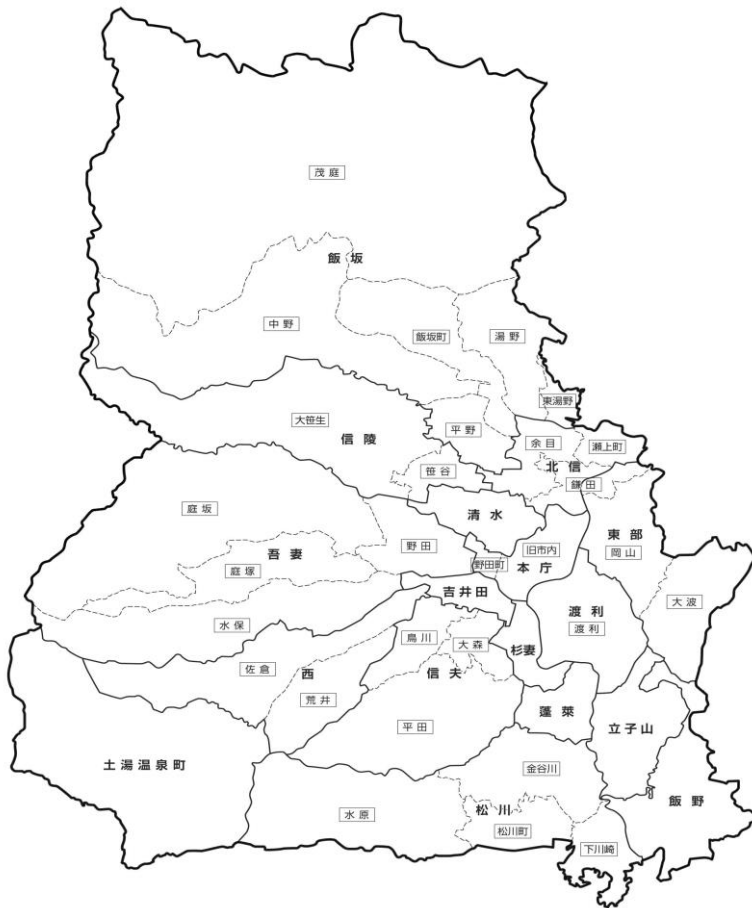 茂庭
飯坂
中野
飯坂町
湯野
東湯野
大笹生
信陵
平野
余目
瀬上町
北信
笹谷
鎌田
庭坂
清水
東部
岡山
吾妻
野田
旧市内
野田町
本庁
庭塚
吉井田
大波
渡利
渡利
水保
鳥川
大森
杉妻
佐倉
西
信夫
荒井
蓬莱
平田
立子山
土湯温泉町
金谷川
飯野
水原
松川
松川町
下川崎